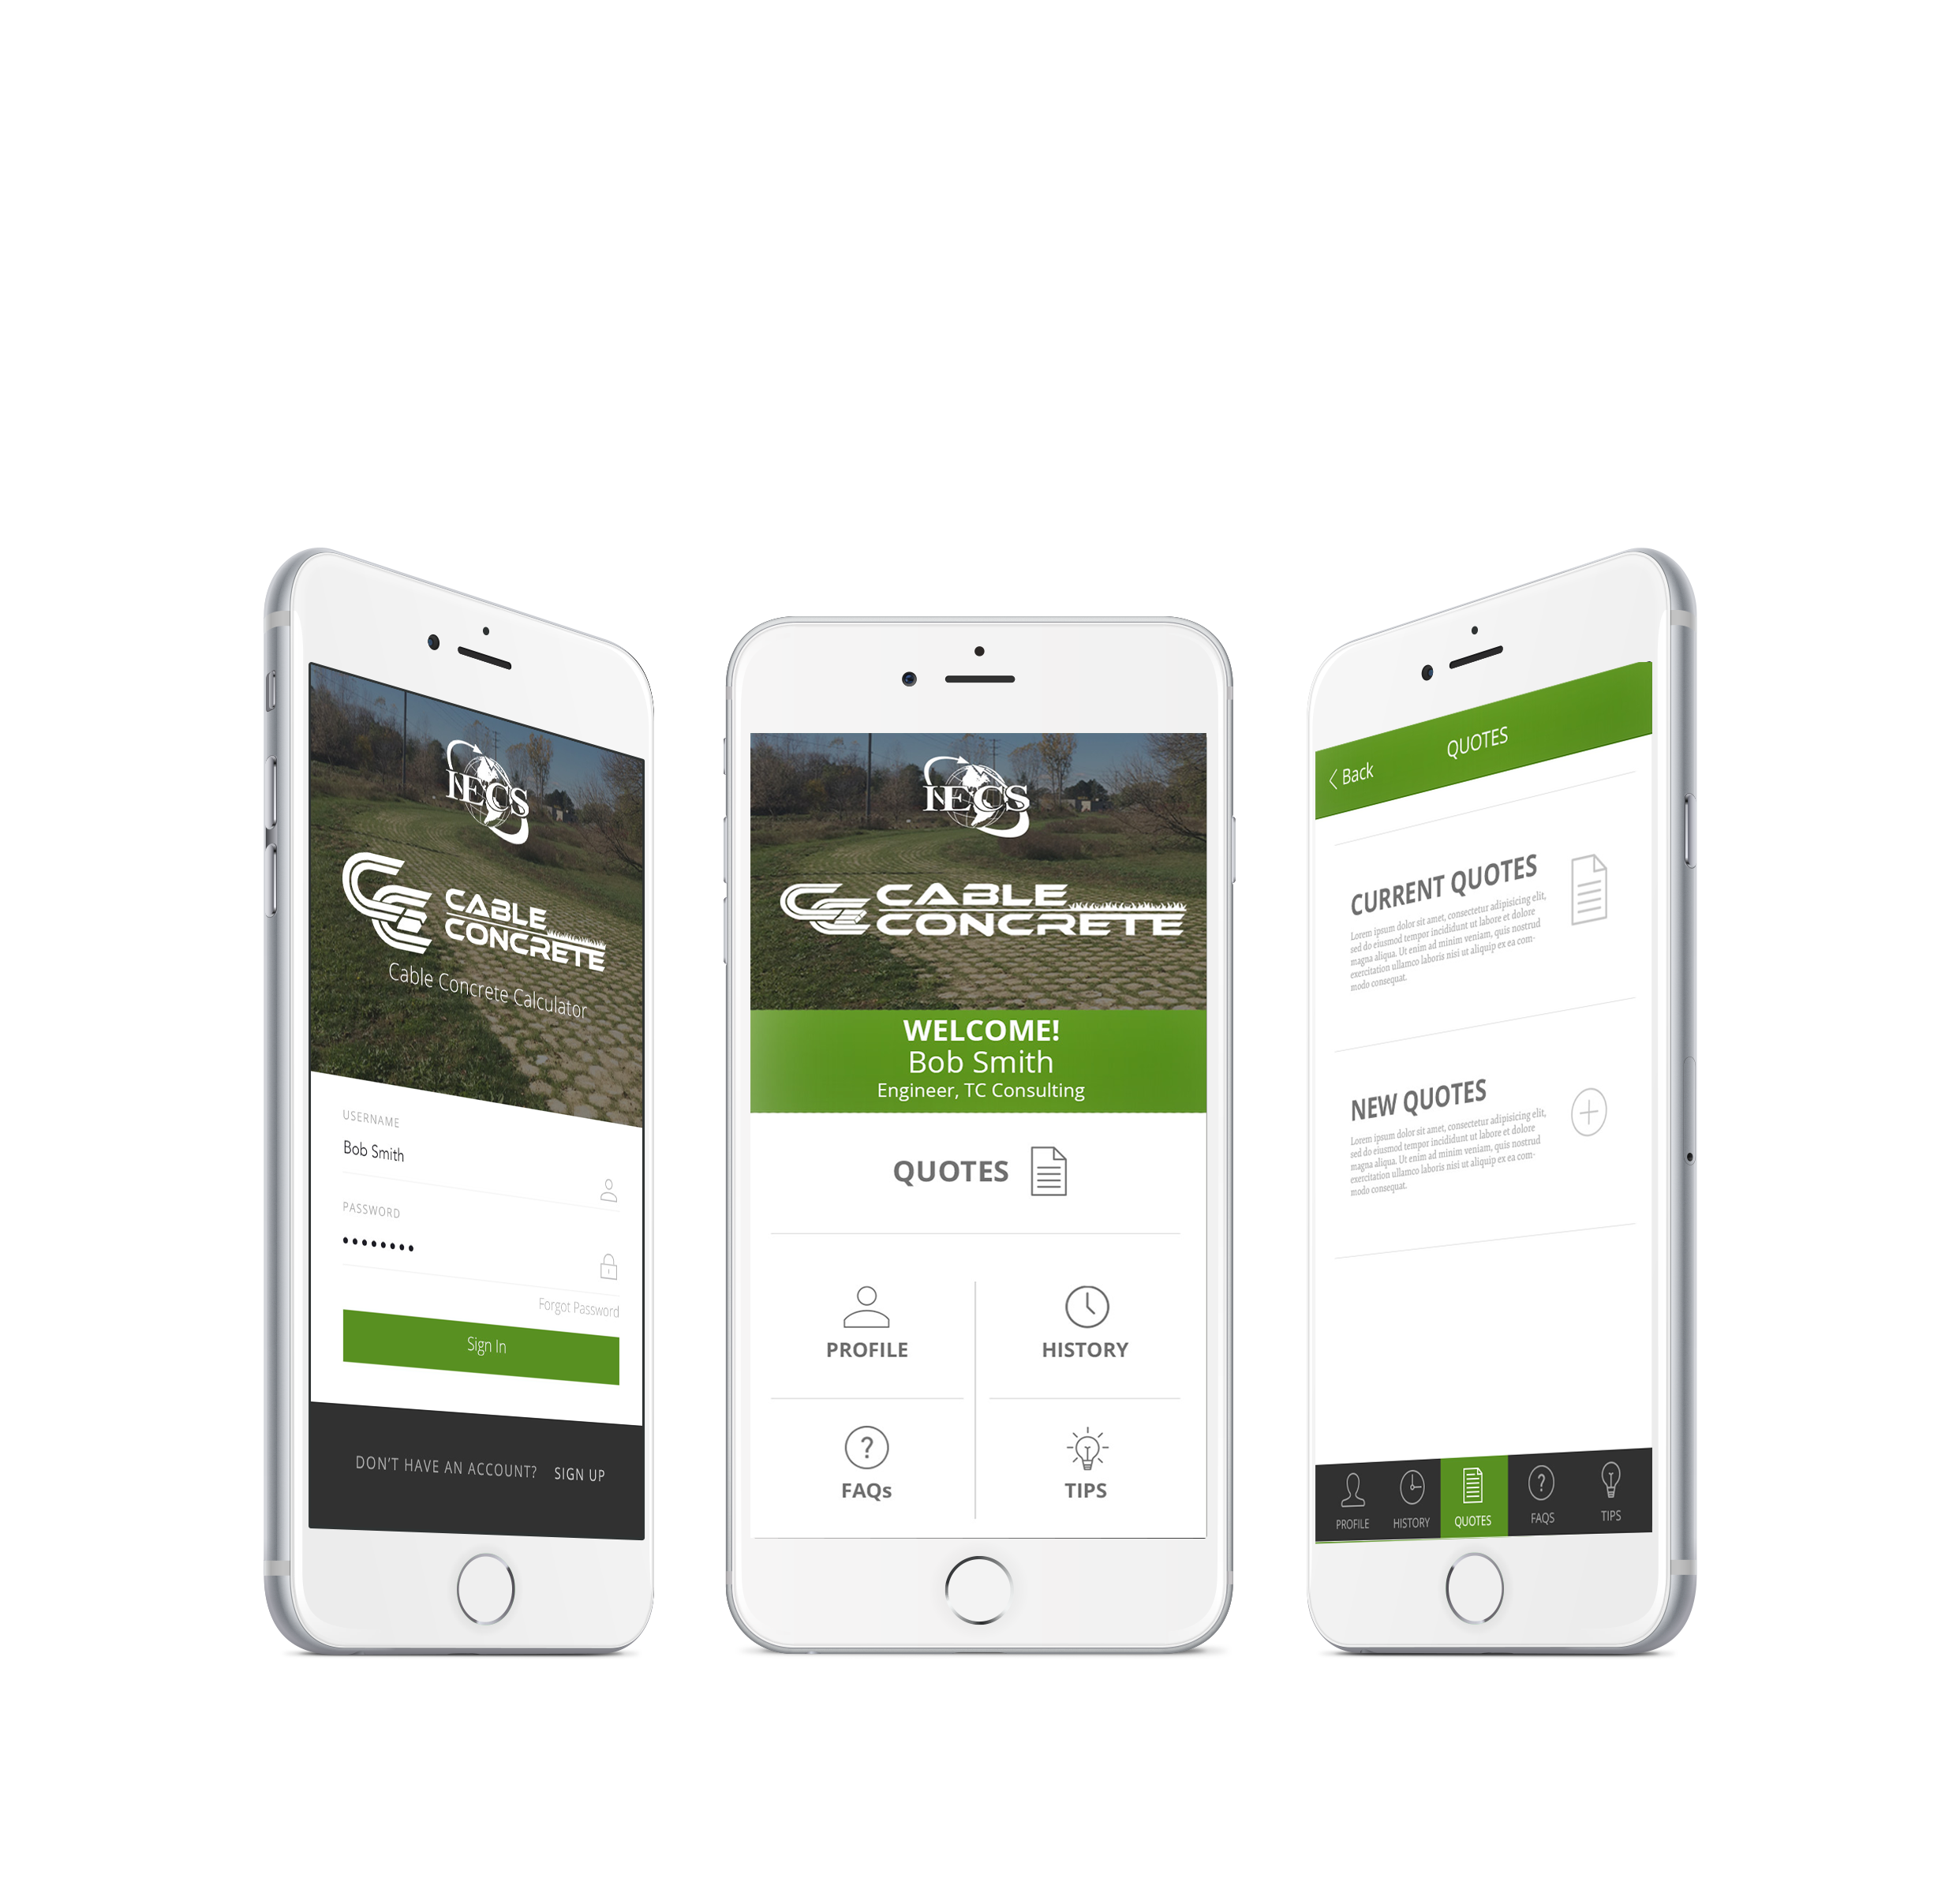 IECS
CABLE
CONCRETE
Cable Concrete Calculator
USERNAME
Bob Smith
PASSWORD
Forgot Password
Sign In
DON'T HAVE AN ACCOUNT? SIGN UP
IECS
CABLE
CONCRETE
WELCOME!
Bob Smith
Engineer, TC Consulting
QUOTES
PROFILE
HISTORY
FAQs
TIPS
Back
QUOTES
CURRENT QUOTES
Lorem ipsum dolor sit amet, consectetur adipisicing elit,
sed do eiusmod tempor incididunt ut labore et dolore
magna aliqua. Ut enim ad minim veniam, quis nostrud
exercitation ullamco laboris nisi ut aliquip ex ea com-
modo consequat.
NEW QUOTES
Lorem ipsum dolor sit amet, consectetur adipisicing elit,
sed do eiusmod tempor incididunt ut labore et dolore
magna aliqua. Ut enim ad minim veniam, quis nostrud
exercitation ullamco laboris nisi ut aliquip ex ea com-
modo consequat.
PROFILE
HISTORY
QUOTES
FAQS
TIPS